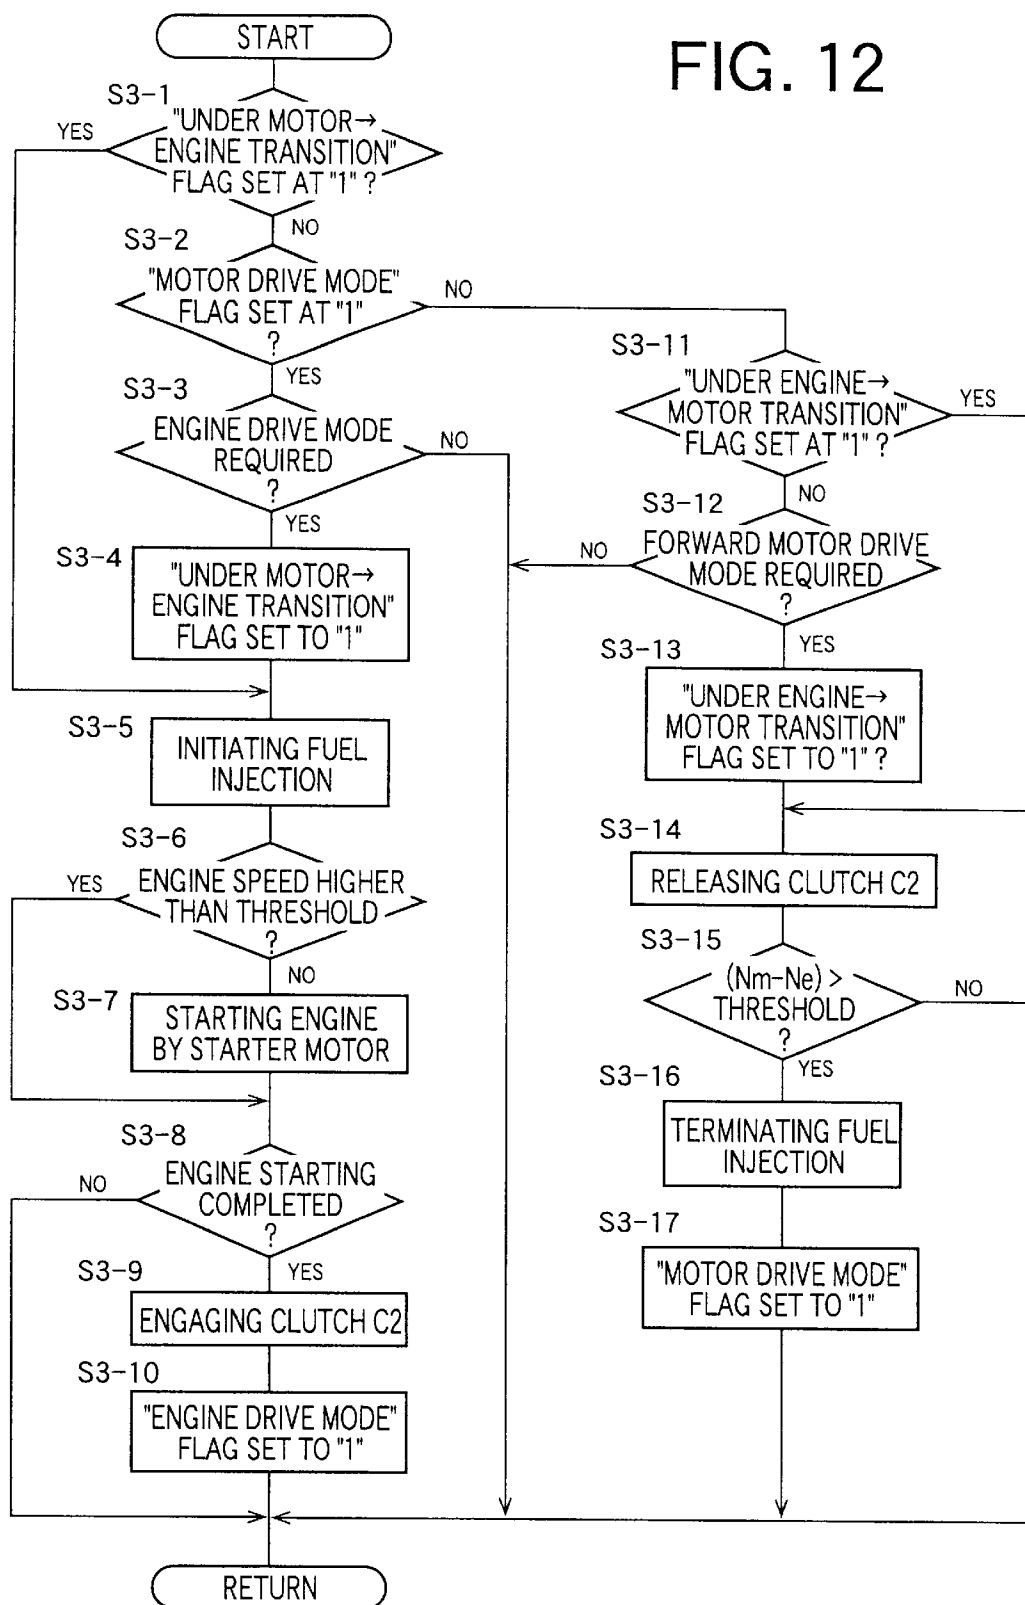 START
FIG. 12
S3-1
"UNDER MOTOR→
ENGINE TRANSITION"
FLAG SET AT "1" ?
YES
NO
S3-2
"MOTOR DRIVE MODE"
FLAG SET AT "1"
?
NO
YES
S3-3
ENGINE DRIVE MODE
REQUIRED
?
NO
YES
S3-4
"UNDER MOTOR→
ENGINE TRANSITION"
FLAG SET TO "1"
S3-5
INITIATING FUEL
INJECTION
S3-6
ENGINE SPEED HIGHER
THAN THRESHOLD
?
YES
NO
S3-7
STARTING ENGINE
BY STARTER MOTOR
S3-8
ENGINE STARTING
COMPLETED
?
NO
YES
S3-9
ENGAGING CLUTCH C2
S3-10
"ENGINE DRIVE MODE"
FLAG SET TO "1"
S3-11
"UNDER ENGINE→
MOTOR TRANSITION"
FLAG SET AT "1" ?
YES
NO
S3-12
FORWARD MOTOR DRIVE
MODE REQUIRED
?
NO
YES
S3-13
"UNDER ENGINE→
MOTOR TRANSITION"
FLAG SET TO "1" ?
S3-14
RELEASING CLUTCH C2
S3-15
(Nm-Ne) >
THRESHOLD
?
NO
YES
S3-16
TERMINATING FUEL
INJECTION
S3-17
"MOTOR DRIVE MODE"
FLAG SET TO "1"
RETURN